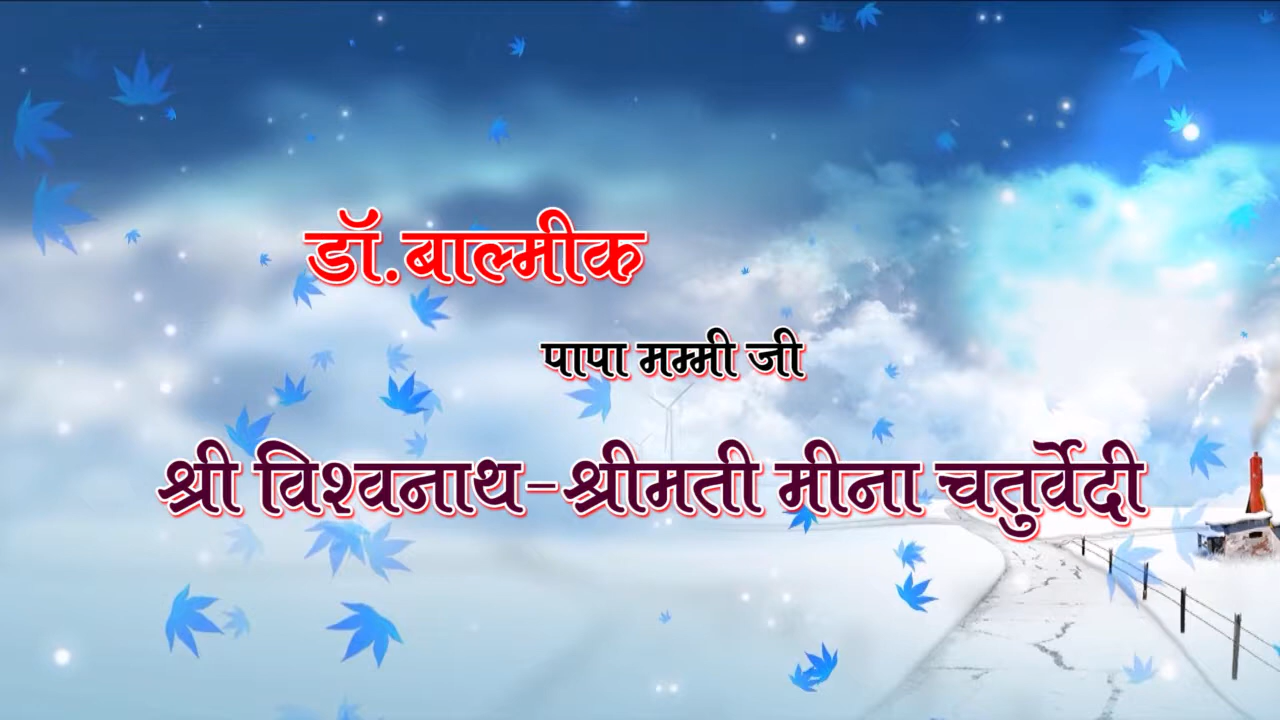 डॉ.बाल्मीक
पापा मम्मी जी
श्री विश्वनाथ-श्रीमती मीना चतुर्वेदी